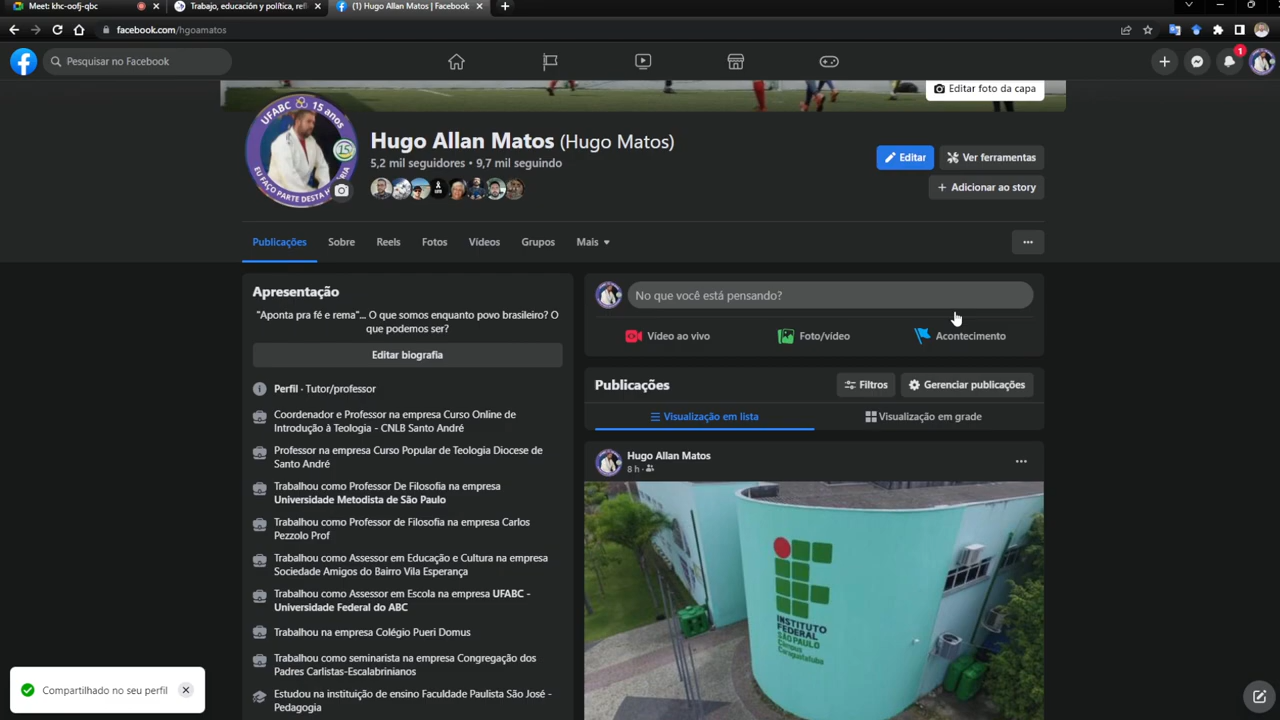 Meet: khc-oofj-qbc
Trabajo, educación y política, ref
(1) Hugo Allan Matos | Facebook
facebook.com/hgoamatos
Pesquisar no Facebook
1
Editar foto da capa
UFABC 15 anos
15
EU FAÇO PARTE DESTA HISTÓRIA
Hugo Allan Matos (Hugo Matos)
5,2 mil seguidores • 9,7 mil seguindo
Editar
Ver ferramentas
+ Adicionar ao story
Publicações Sobre Reels Fotos Vídeos Grupos Mais
Apresentação
"Aponta pra fé e rema"... O que somos enquanto povo brasileiro? O
que podemos ser?
Editar biografia
Perfil · Tutor/professor
Coordenador e Professor na empresa Curso Online de
Introdução à Teologia - CNLB Santo André
Professor na empresa Curso Popular de Teologia Diocese de
Santo André
Trabalhou como Professor De Filosofia na empresa
Universidade Metodista de São Paulo
Trabalhou como Professor de Filosofia na empresa Carlos
Pezzolo Prof
Trabalhou como Assessor em Educação e Cultura na empresa
Sociedade Amigos do Bairro Vila Esperança
Trabalhou como Assessor em Escola na empresa UFABC -
Universidade Federal do ABC
Trabalhou na empresa Colégio Pueri Domus
Trabalhou como seminarista na empresa Congregação dos
Padres Carlistas-Escalabrinianos
Estudou na instituição de ensino Faculdade Paulista São José -
Pedagogia
No que você está pensando?
Vídeo ao vivo
Foto/vídeo
Acontecimento
Publicações
Filtros
Gerenciar publicações
Visualização em lista
Visualização em grade
Hugo Allan Matos
8 h ·
INSTITUTO
FEDERAL
SÃO PAULO
Campus
Caraguatatuba
Compartilhado no seu perfil